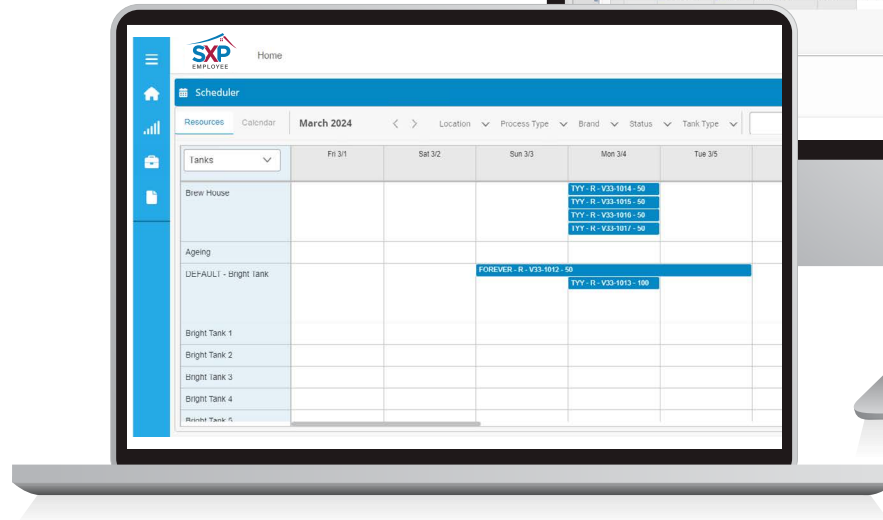 SXP
EMPLOYEE
Home
Scheduler
Resources Calendar March 2024 Location Process Type Brand Status Tank Type
Tanks Fri 3/1 Sat 3/2 Sun 3/3 Mon 3/4 Tue 3/5
Brew House
TYY - R - V33-1014 - 50
TYY - R - V33-1015 - 50
TYY - R - V33-1016 - 50
TYY - R - V33-1017 - 50
Ageing
DEFAULT - Bright Tank
FOREVER - R - V33-1012 - 50
TYY - R - V33-1013 - 100
Bright Tank 1
Bright Tank 2
Bright Tank 3
Bright Tank 4
Bright Tank 5